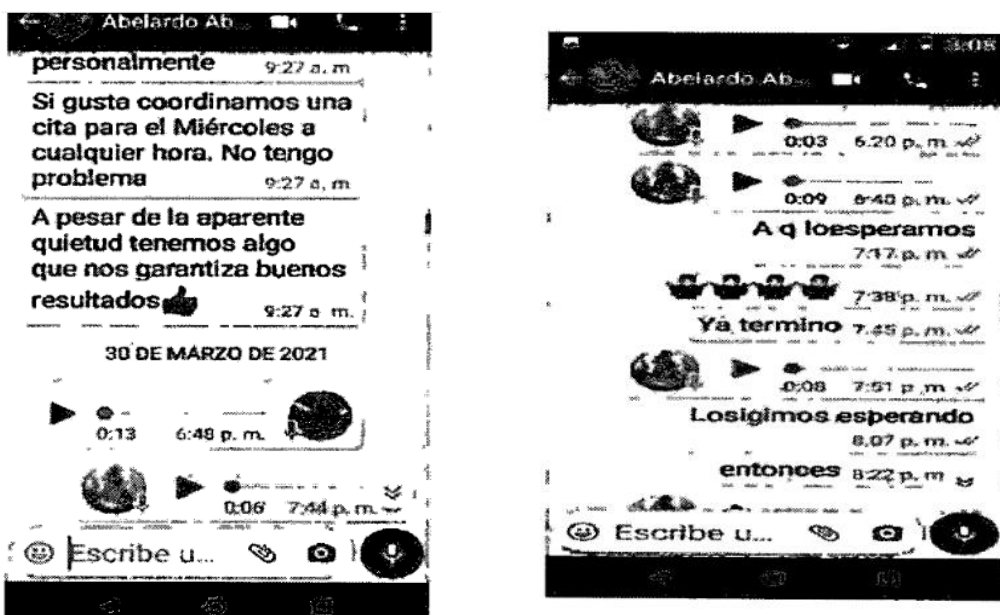 Abelardo Ab...
personalmente
9:27 a. m.
Si gusta coordinamos una
cita para el Miércoles a
cualquier hora. No tengo
problema
9:27 a. m.
A pesar de la aparente
quietud tenemos algo
que nos garantiza buenos
resultados 👍
9:27 a. m.
30 DE MARZO DE 2021
0:13 6:48 p. m.
0:06 7:44 p. m.
Escribe u...
3:08
Abelardo Ab...
0:03 6:20 p. m.
0:09 6:40 p. m.
A q loesperamos
7:17 p. m.
7:38 p. m.
Ya termino 7:45 p. m.
0:08 7:51 p. m.
Losigimos esperando
8:07 p. m.
entonces 8:22 p. m.
Escribe u...